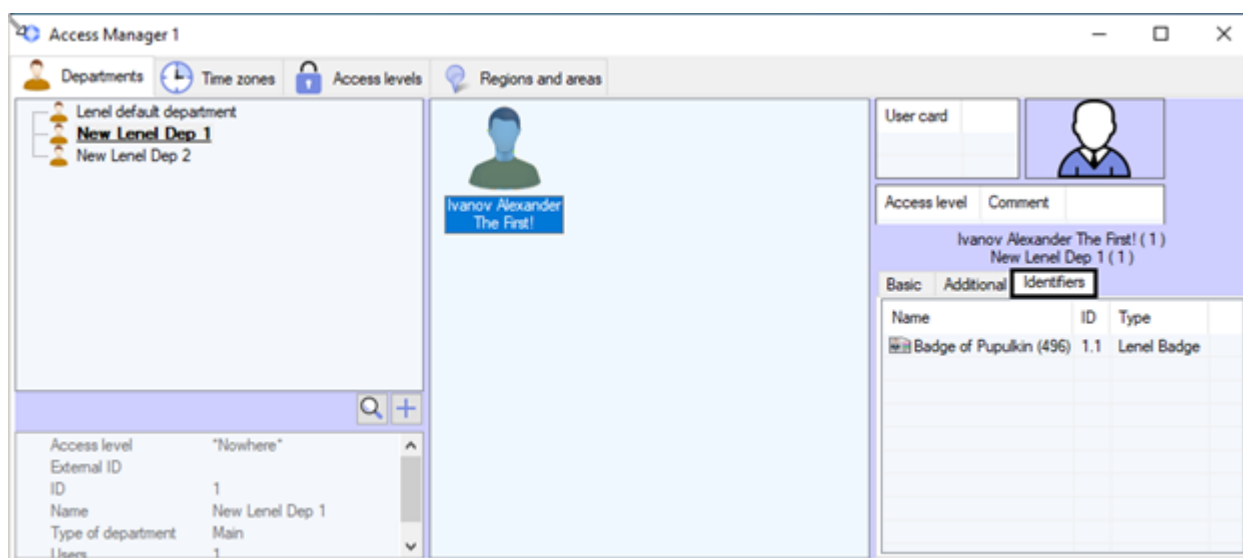 Access Manager 1
Departments Time zones Access levels Regions and areas
Lenel default department
New Lenel Dep 1
New Lenel Dep 2
Access level "Nowhere"
External ID
ID 1
Name New Lenel Dep 1
Type of department Main
Users 1
Ivanov Alexander
The First!
User card
Access level Comment
Ivanov Alexander The First! ( 1 )
New Lenel Dep 1 ( 1 )
Basic Additional Identifiers
Name ID Type
Badge of Pupulkin (496) 1.1 Lenel Badge